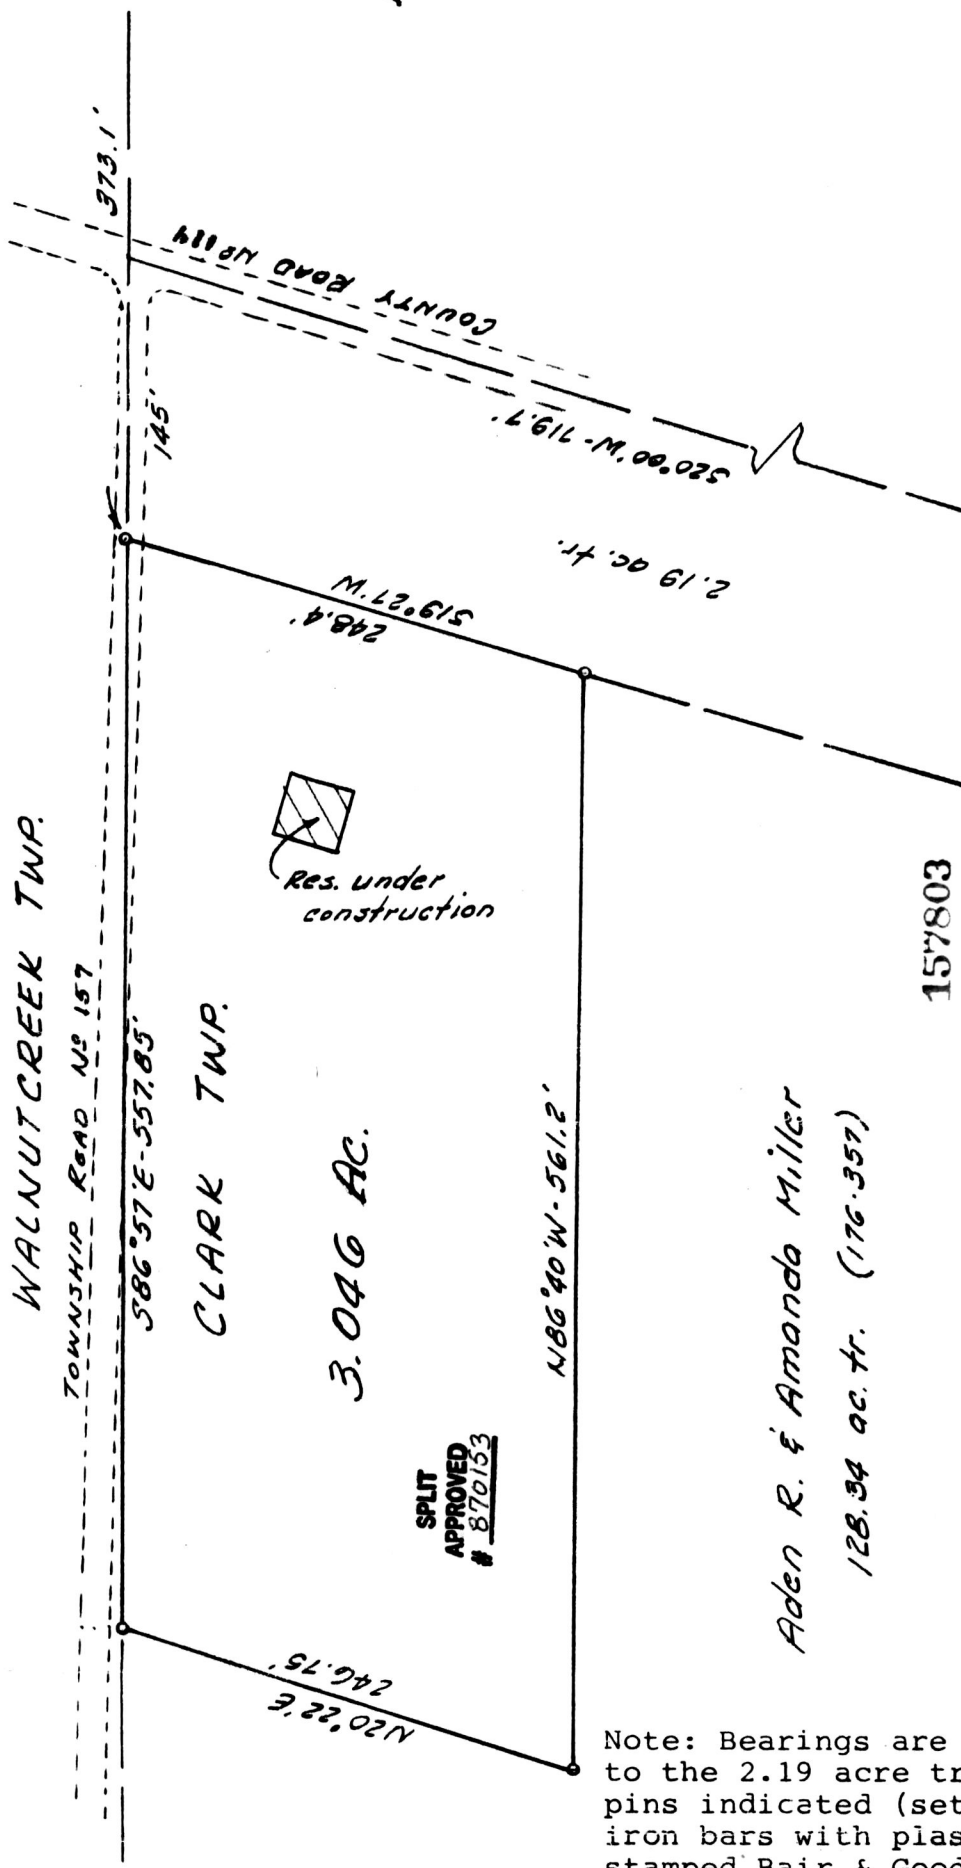 WALNUTCREEK TWP.
TOWNSHIP ROAD Nº 157
S86°57'E-557.85'
145'
373.1'
COUNTY ROAD Nº 114
S20°00'W-719.7'
2.19 ac. tr.
S19°27'W
248.4'
Res. under
construction
CLARK TWP.
3.046 Ac.
SPLIT
APPROVED
# 870153
N20°22'E
246.75'
N86°40'W-561.2'
Aden R. & Amanda Miller
128.34 ac. tr. (176-357)
157803
Note: Bearings are
to the 2.19 acre tr
pins indicated (set
iron bars with plas
stamped Bair & Good